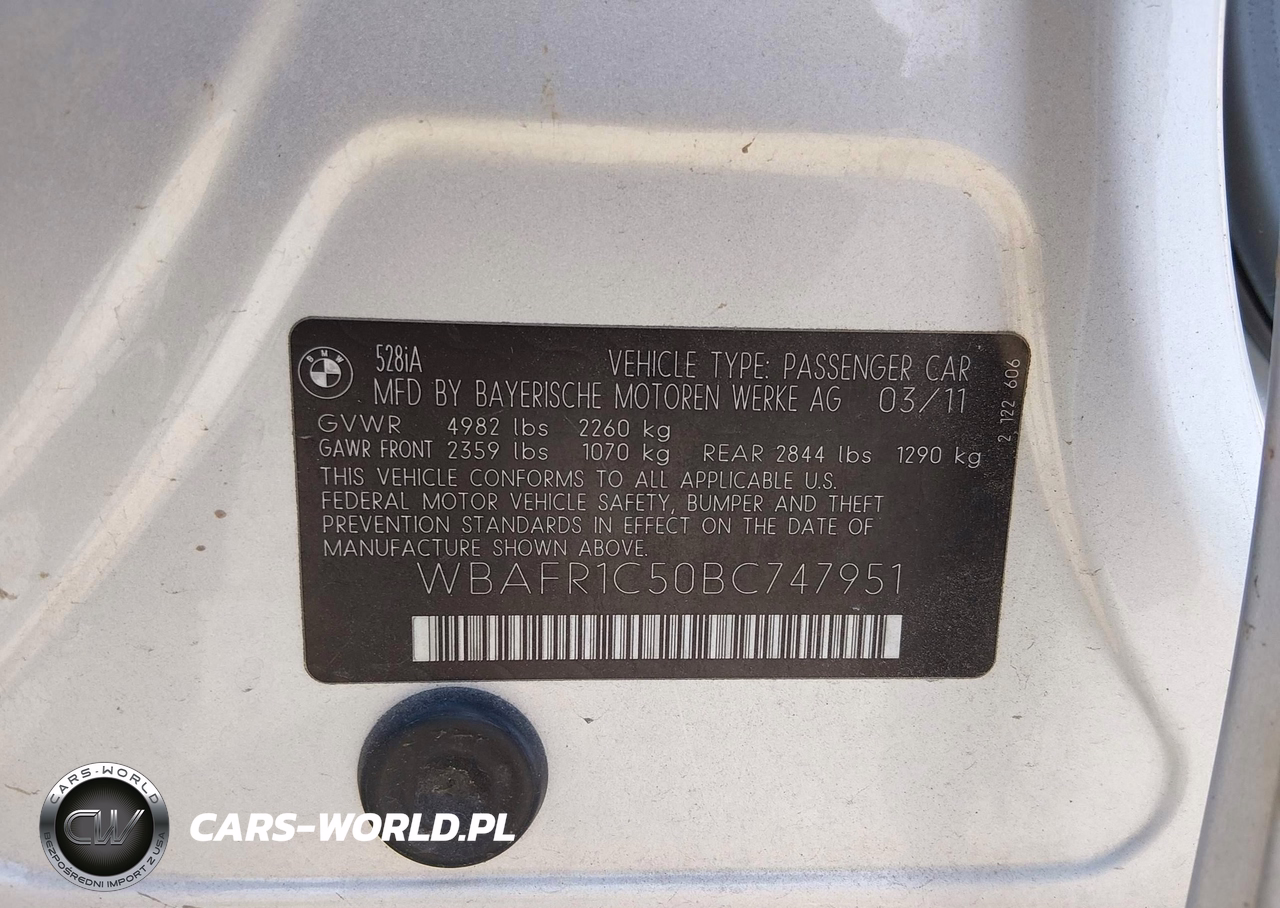 BMW
528iA VEHICLE TYPE: PASSENGER CAR
MFD BY BAYERISCHE MOTOREN WERKE AG 03/11
GVWR 4982 lbs 2260 kg
GAWR FRONT 2359 lbs 1070 kg REAR 2844 lbs 1290 kg
THIS VEHICLE CONFORMS TO ALL APPLICABLE U.S.
FEDERAL MOTOR VEHICLE SAFETY, BUMPER AND THEFT
PREVENTION STANDARDS IN EFFECT ON THE DATE OF
MANUFACTURE SHOWN ABOVE.
WBAFR1C50BC747951
2 122 606
CARS-WORLD
CW
BEZPOŚREDNI IMPORT Z USA
CARS-WORLD.PL